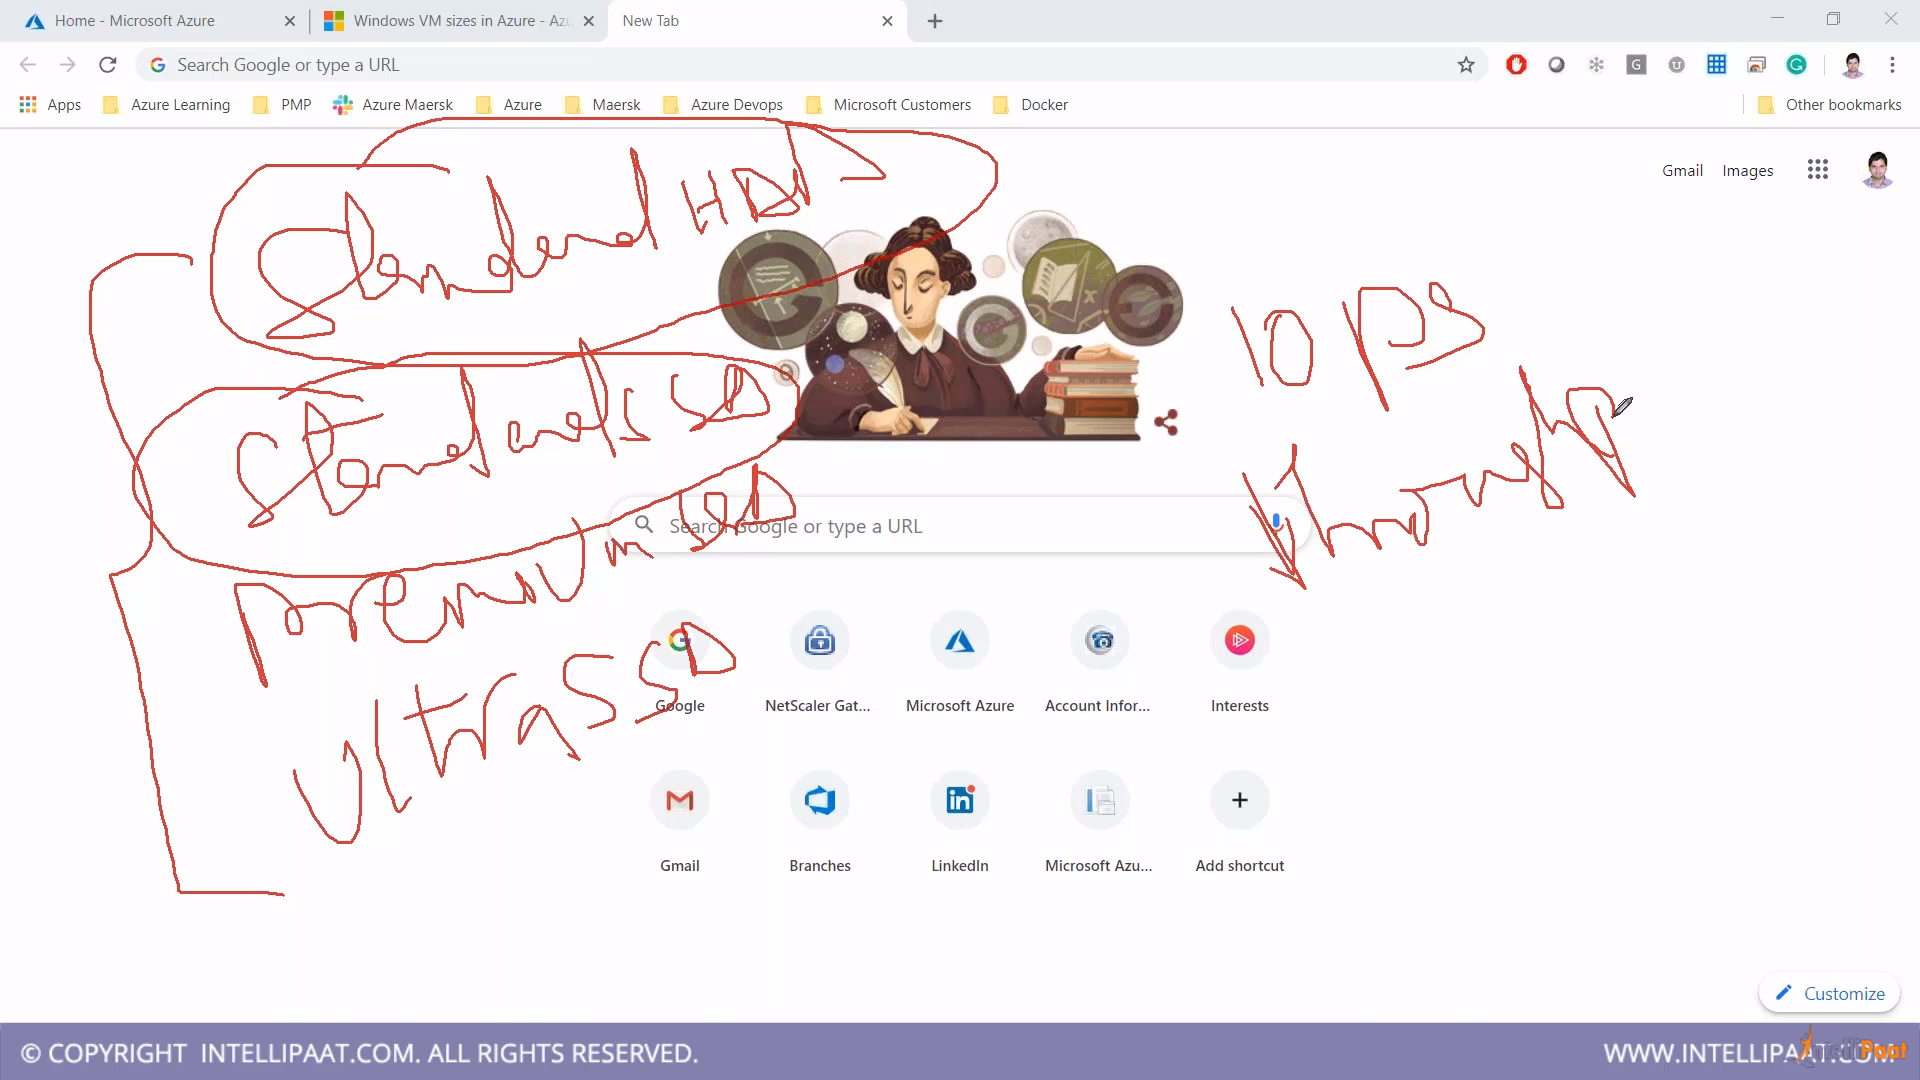 Home - Microsoft Azure
Windows VM sizes in Azure - Azu
New Tab
Search Google or type a URL
Apps
Azure Learning
PMP
Azure Maersk
Azure
Maersk
Azure Devops
Microsoft Customers
Docker
Other bookmarks
Gmail
Images
Standard HDD
Standard SSD
premium SSD
Ultra SSD
IOPS
Search Google or type a URL
Google
NetScaler Gat...
Microsoft Azure
Account Infor...
Interests
Gmail
Branches
LinkedIn
Microsoft Azu...
Add shortcut
Customize
© COPYRIGHT INTELLIPAAT.COM. ALL RIGHTS RESERVED.
WWW.INTELLIPAAT.COM
IntelliPaat